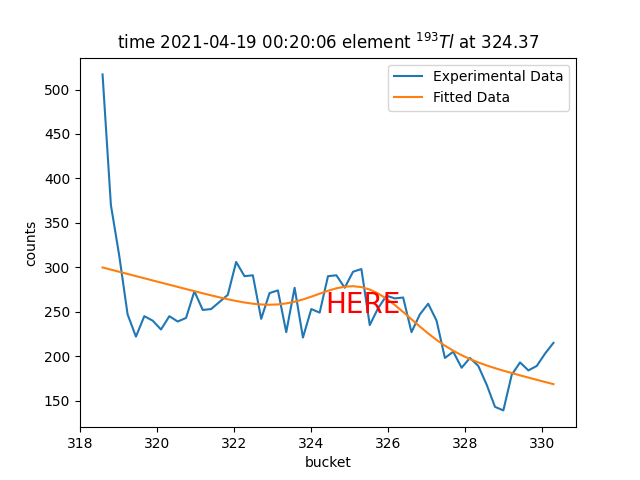 time 2021-04-19 00:20:06 element ¹⁹³Tl at 324.37
Experimental Data
Fitted Data
counts
500
450
400
350
300
250
200
150
HERE
318
320
322
324
326
328
330
bucket